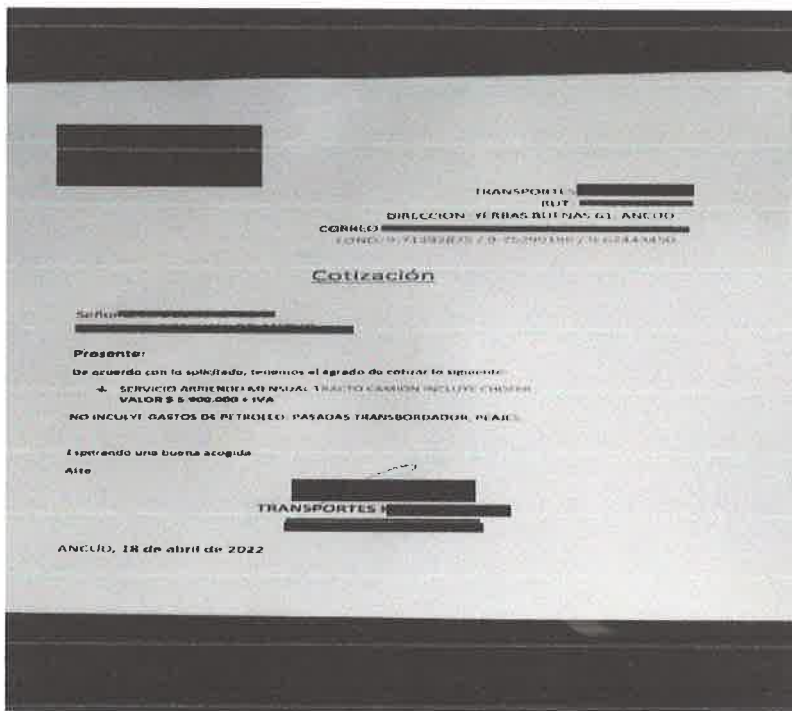 TRANSPORTES
RUT
DIRECCION YERBAS BUENAS 61 ANCUD
CORREO
Cotización
Señor
Presente:
De acuerdo con lo solicitado, tenemos el agrado de cotizar lo siguiente:
SERVICIO ARRIENDO MENSUAL TRACTO CAMION INCLUYE CHOFER
VALOR $ 5.900.000 + IVA
NO INCULYE GASTOS DE PETROLEO, PASADAS TRANSBORDADOR, PEAJES
Esperando una buena acogida
Atte
TRANSPORTES
ANCUD, 18 de abril de 2022